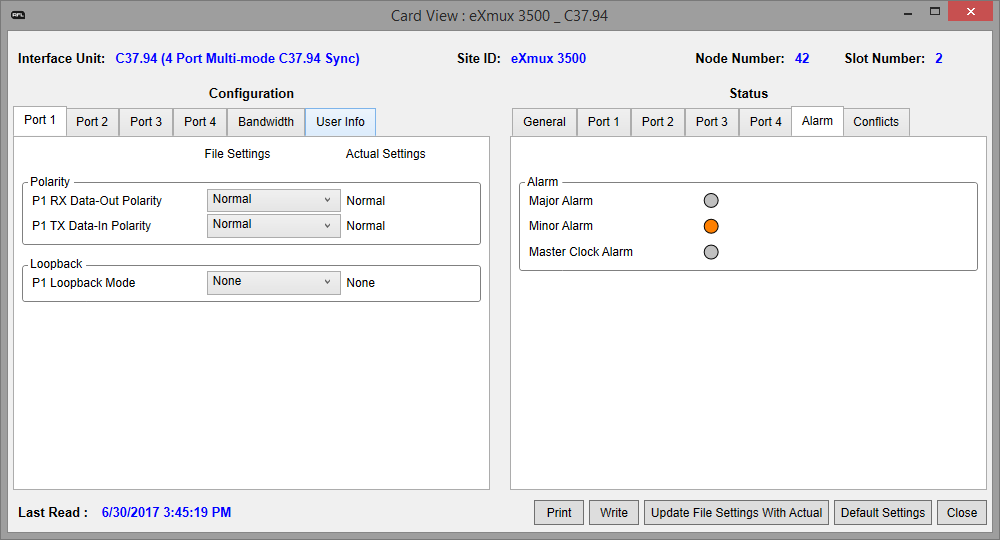 AFL
Card View : eXmux 3500 _ C37.94
Interface Unit: C37.94 (4 Port Multi-mode C37.94 Sync) Site ID: eXmux 3500 Node Number: 42 Slot Number: 2
Configuration
Port 1 Port 2 Port 3 Port 4 Bandwidth User Info
File Settings Actual Settings
Polarity
P1 RX Data-Out Polarity Normal Normal
P1 TX Data-In Polarity Normal Normal
Loopback
P1 Loopback Mode None None
Status
General Port 1 Port 2 Port 3 Port 4 Alarm Conflicts
Alarm
Major Alarm
Minor Alarm
Master Clock Alarm
Last Read : 6/30/2017 3:45:19 PM
Print Write Update File Settings With Actual Default Settings Close